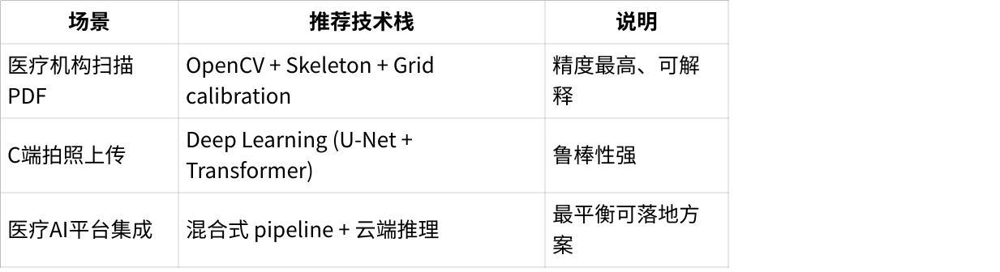 场景 推荐技术栈 说明
医疗机构扫描 OpenCV + Skeleton + Grid 精度最高、可解
PDF calibration 释
C端拍照上传 Deep Learning (U-Net + 鲁棒性强
Transformer)
医疗AI平台集成 混合式 pipeline + 云端推理 最平衡可落地方
案